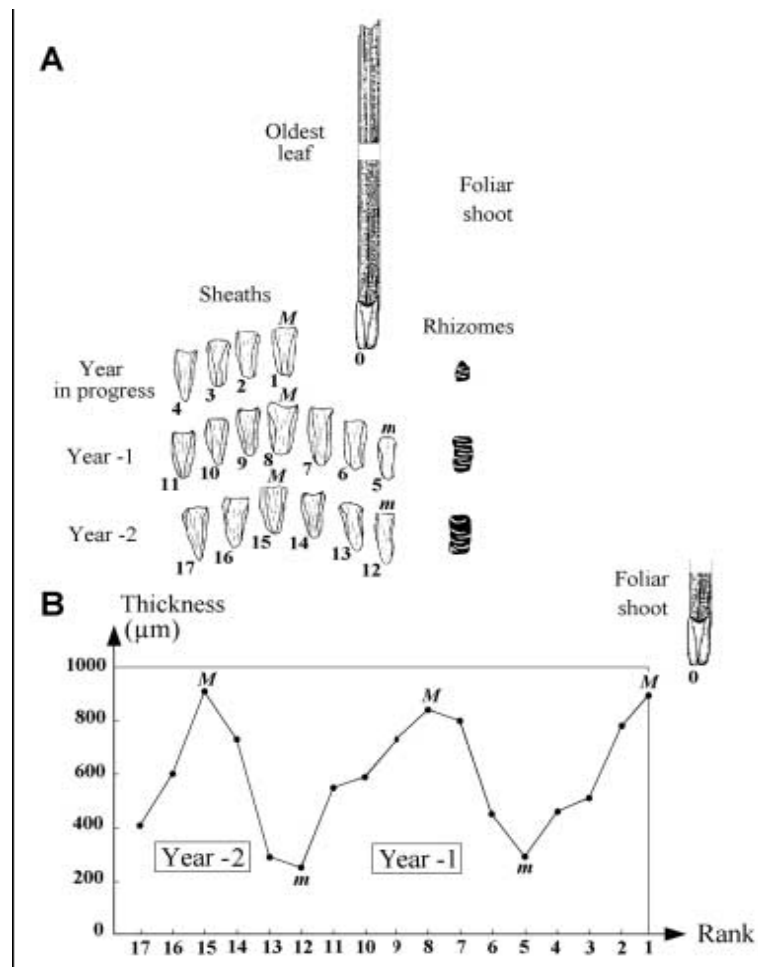 A
Oldest
leaf
Foliar
shoot
Sheaths
Rhizomes
0
M
Year
in progress
4 3 2 1
M
m
Year -1
11 10 9 8 7 6 5
M
m
Year -2
17 16 15 14 13 12
B
Foliar
shoot
0
Thickness
(µm)
1000
800
600
400
200
0
M
M
M
m
m
Year -2
Year -1
17 16 15 14 13 12 11 10 9 8 7 6 5 4 3 2 1
Rank